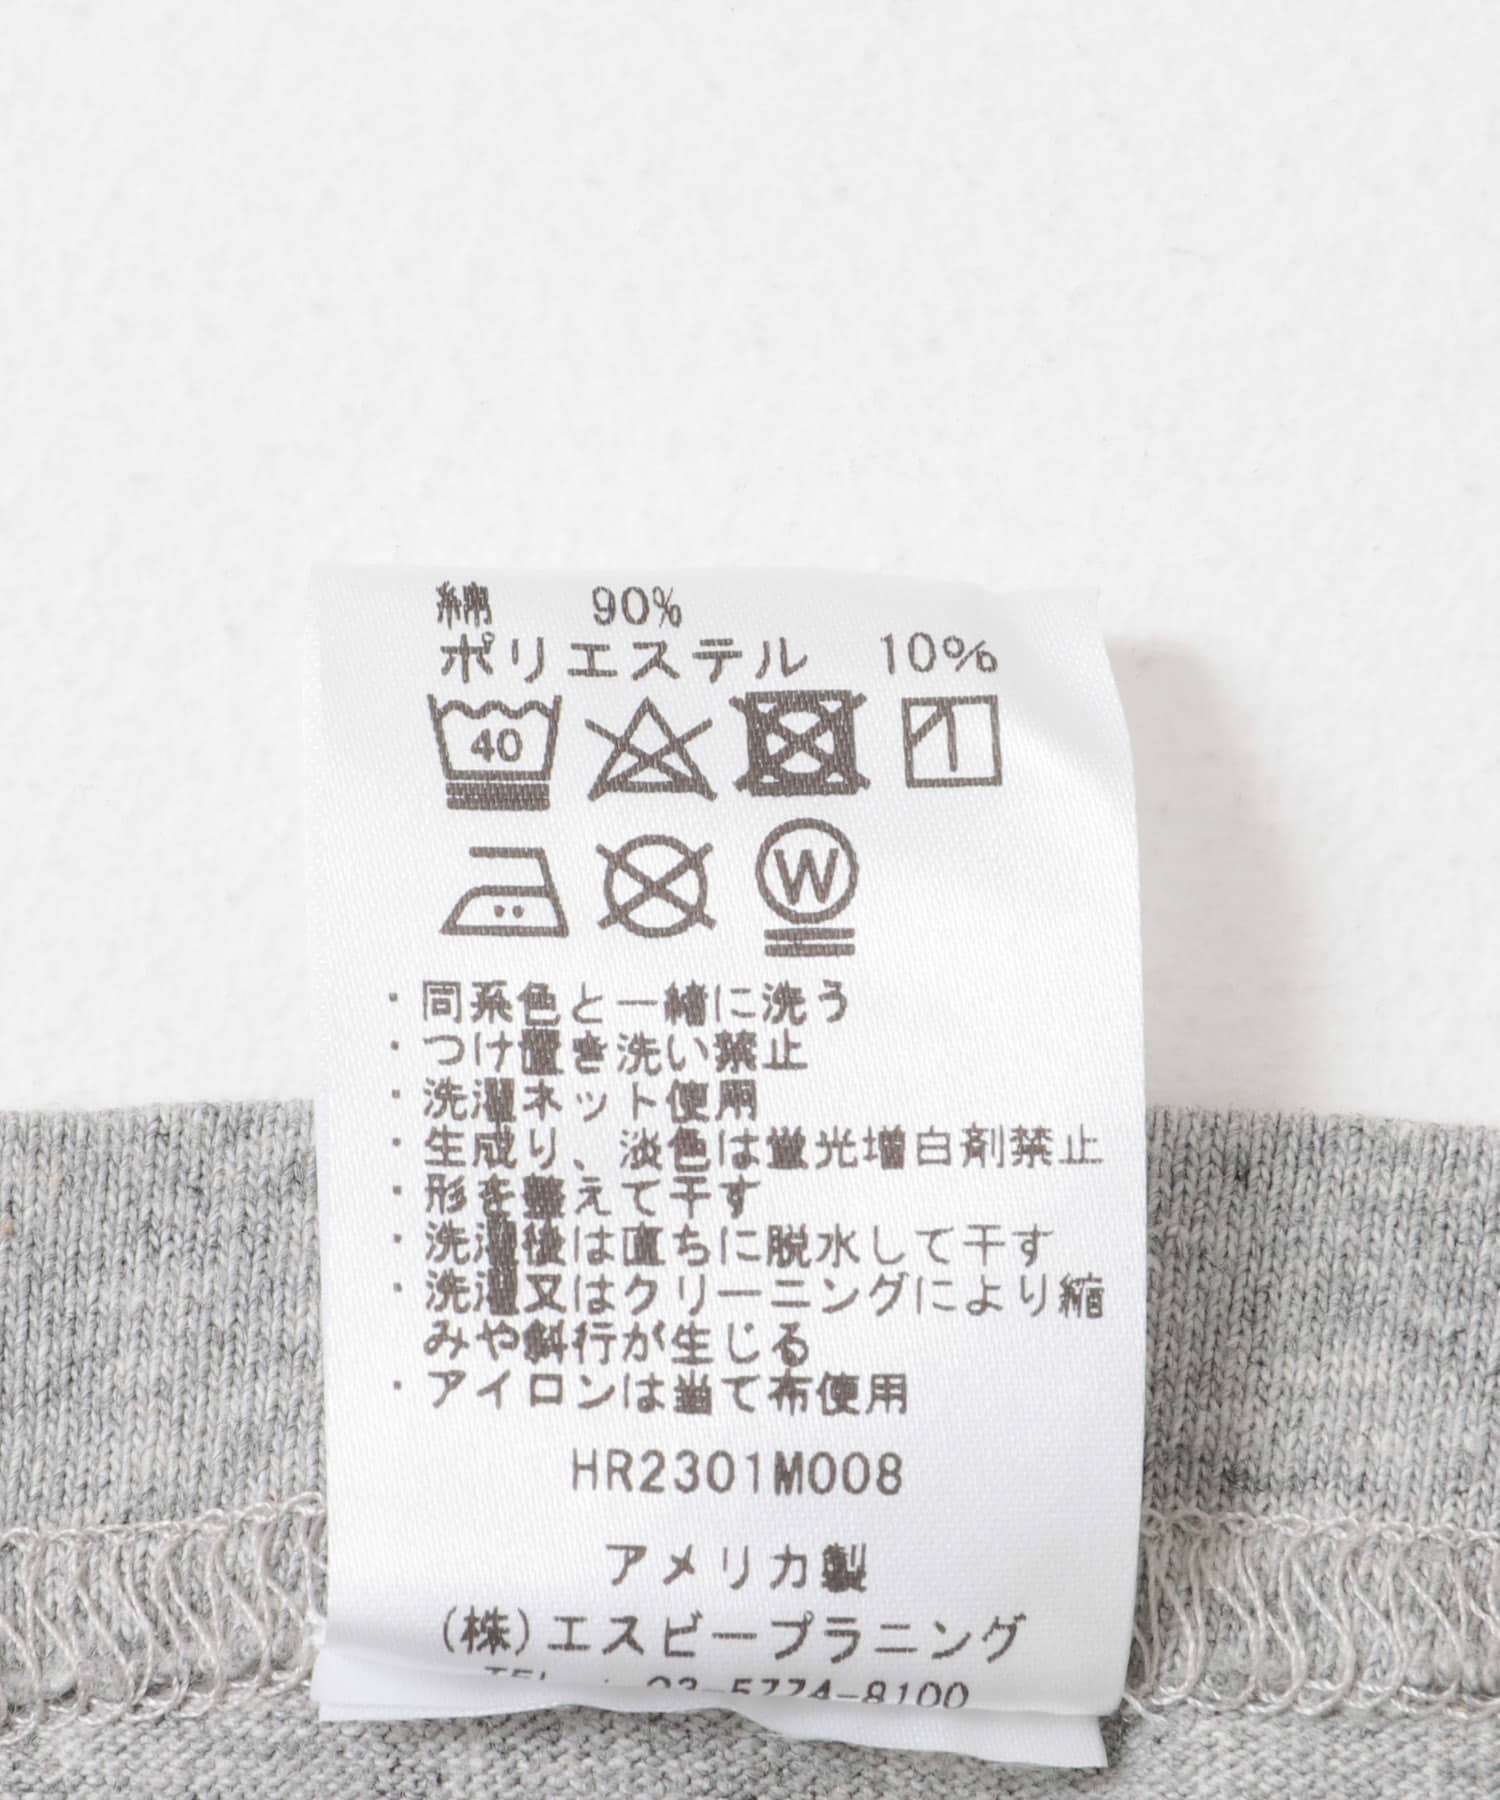 綿 90%
ポリエステル 10%
40
W
・同系色と一緒に洗う
・つけ置き洗い禁止
・洗濯ネット使用
・生成り、淡色は蛍光増白剤禁止
・形を整えて干す
・洗濯後は直ちに脱水して干す
・洗濯又はクリーニングにより縮
みや斜行が生じる
・アイロンは当て布使用
HR2301M008
アメリカ製
(株)エスビープラニング
TEL : 03-5774-8100